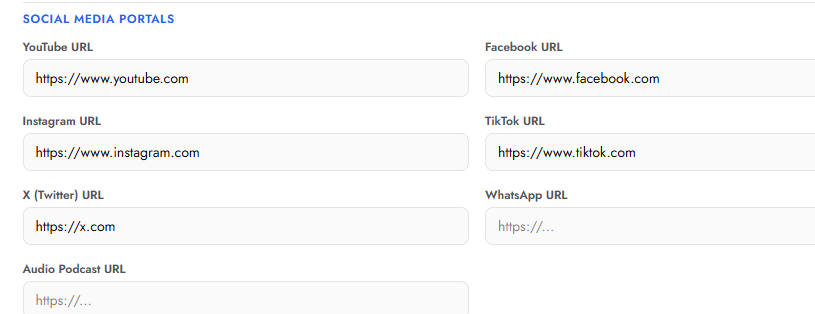 SOCIAL MEDIA PORTALS
YouTube URL
Facebook URL
https://www.youtube.com
https://www.facebook.com
Instagram URL
TikTok URL
https://www.instagram.com
https://www.tiktok.com
X (Twitter) URL
WhatsApp URL
https://x.com
https://...
Audio Podcast URL
https://...